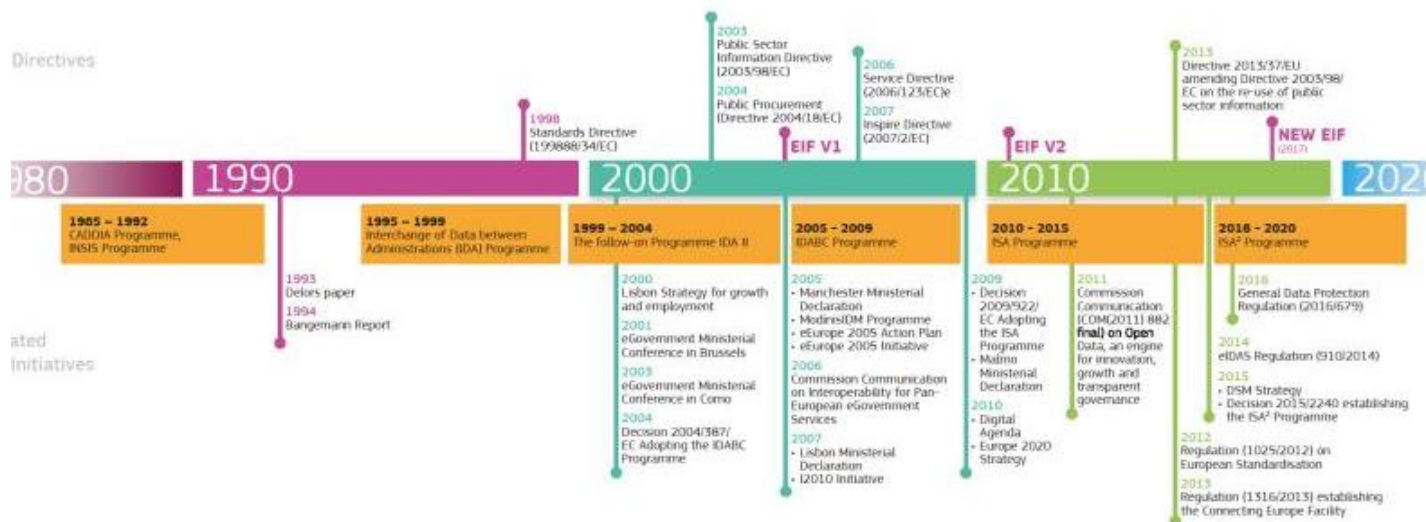 Directives
2003
Public Sector
Information Directive
(2003/98/EC)
2004
Public Procurement
(Directive 2004/18/EC)
2006
Service Directive
(2006/123/EC)e
2007
Inspire Directive
(2007/2/EC)
2013
Directive 2013/37/EU
amending Directive 2003/98/
EC on the re-use of public
sector information
1998
Standards Directive
(199888/34/EC)
EIF V1
EIF V2
NEW EIF
(2017)
980
1990
2000
2010
2020
1985 – 1992
CADDIA Programme,
INSIS Programme
1995 – 1999
Interchange of Data between
Administrations (IDA) Programme
1999 – 2004
The follow-on Programme IDA II
2005 – 2009
IDABC Programme
2010 - 2015
ISA Programme
2016 - 2020
ISA² Programme
1993
Delors paper
1994
Bangemann Report
2000
Lisbon Strategy for growth
and employment
2001
eGovernment Ministerial
Conference in Brussels
2003
eGovernment Ministerial
Conference in Como
2004
Decision 2004/387/
EC Adopting the IDABC
Programme
2005
• Manchester Ministerial
Declaration
• ModinisIDM Programme
• eEurope 2005 Action Plan
• eEurope 2005 Initiative
2006
Commission Communication
on Interoperability for Pan-
European eGovernment
Services
2007
• Lisbon Ministerial
Declaration
• I2010 Initiative
2009
• Decision
2009/922/
EC Adopting
the ISA
Programme
• Malmo
Ministerial
Declaration
2010
• Digital
Agenda
• Europe 2020
Strategy
2011
Commission
Communication
(COM(2011) 882
final) on Open
Data, an engine
for innovation,
growth and
transparent
governance
2016
General Data Protection
Regulation (2016/679)
2014
eIDAS Regulation (910/2014)
2015
• DSM Strategy
• Decision 2015/2240 establishing
the ISA² Programme
2012
Regulation (1025/2012) on
European Standardisation
2013
Regulation (1316/2013) establishing
the Connecting Europe Facility
ated
initiatives